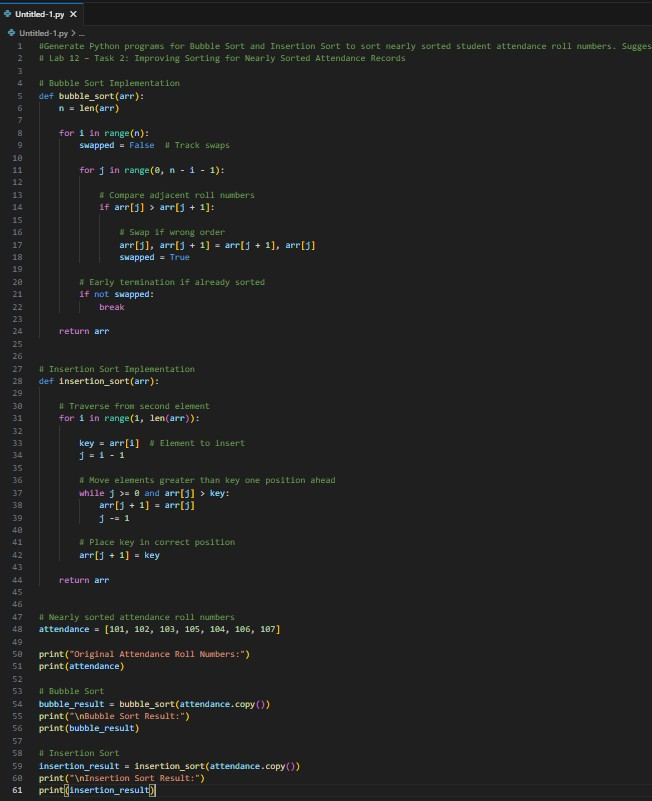 Untitled-1.py ×
Untitled-1.py > ...
1 #Generate Python programs for Bubble Sort and Insertion Sort to sort nearly sorted student attendance roll numbers. Sugges
2 # Lab 12 – Task 2: Improving Sorting for Nearly Sorted Attendance Records
3
4 # Bubble Sort Implementation
5 def bubble_sort(arr):
6     n = len(arr)
7
8     for i in range(n):
9         swapped = False  # Track swaps
10
11         for j in range(0, n - i - 1):
12
13             # Compare adjacent roll numbers
14             if arr[j] > arr[j + 1]:
15
16                 # Swap if wrong order
17                 arr[j], arr[j + 1] = arr[j + 1], arr[j]
18                 swapped = True
19
20         # Early termination if already sorted
21         if not swapped:
22             break
23
24     return arr
25
26
27 # Insertion Sort Implementation
28 def insertion_sort(arr):
29
30     # Traverse from second element
31     for i in range(1, len(arr)):
32
33         key = arr[i]  # Element to insert
34         j = i - 1
35
36         # Move elements greater than key one position ahead
37         while j >= 0 and arr[j] > key:
38             arr[j + 1] = arr[j]
39             j -= 1
40
41         # Place key in correct position
42         arr[j + 1] = key
43
44     return arr
45
46
47 # Nearly sorted attendance roll numbers
48 attendance = [101, 102, 103, 105, 104, 106, 107]
49
50 print("Original Attendance Roll Numbers:")
51 print(attendance)
52
53 # Bubble Sort
54 bubble_result = bubble_sort(attendance.copy())
55 print("\nBubble Sort Result:")
56 print(bubble_result)
57
58 # Insertion Sort
59 insertion_result = insertion_sort(attendance.copy())
60 print("\nInsertion Sort Result:")
61 print(insertion_result)